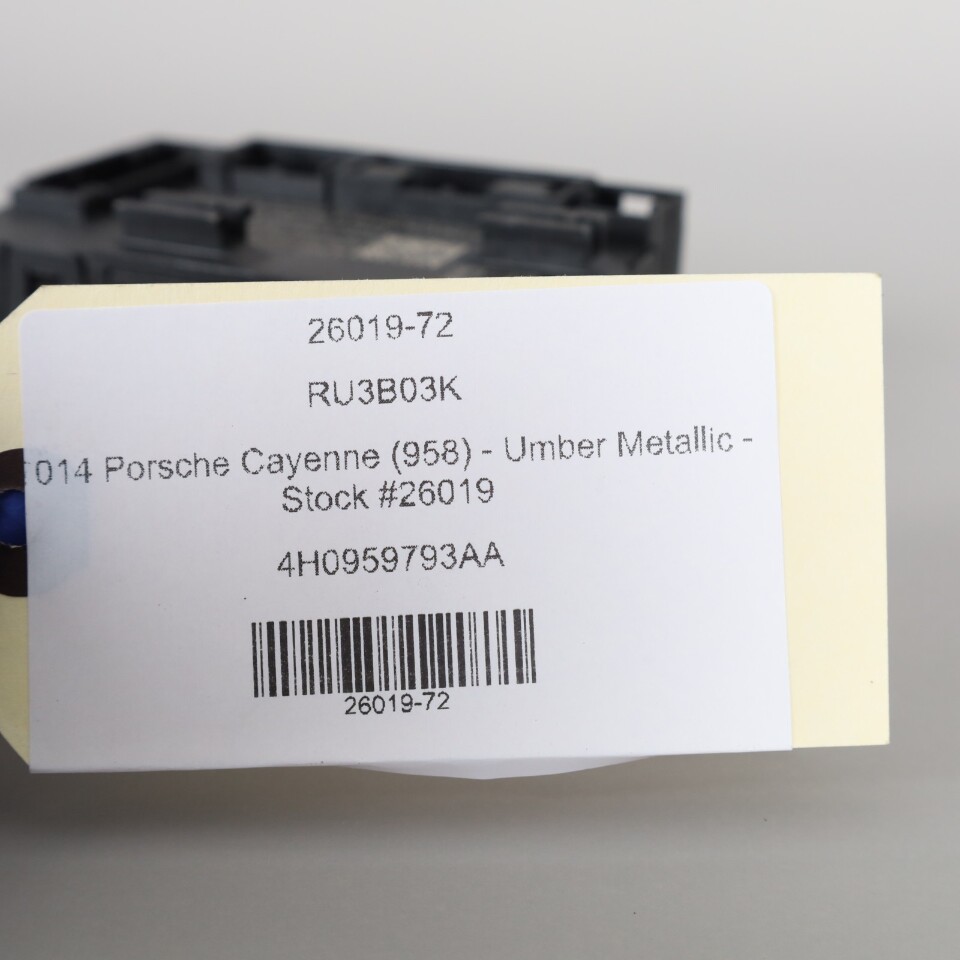 26019-72
RU3B03K
014 Porsche Cayenne (958) - Umber Metallic -
Stock #26019
4H0959793AA
26019-72